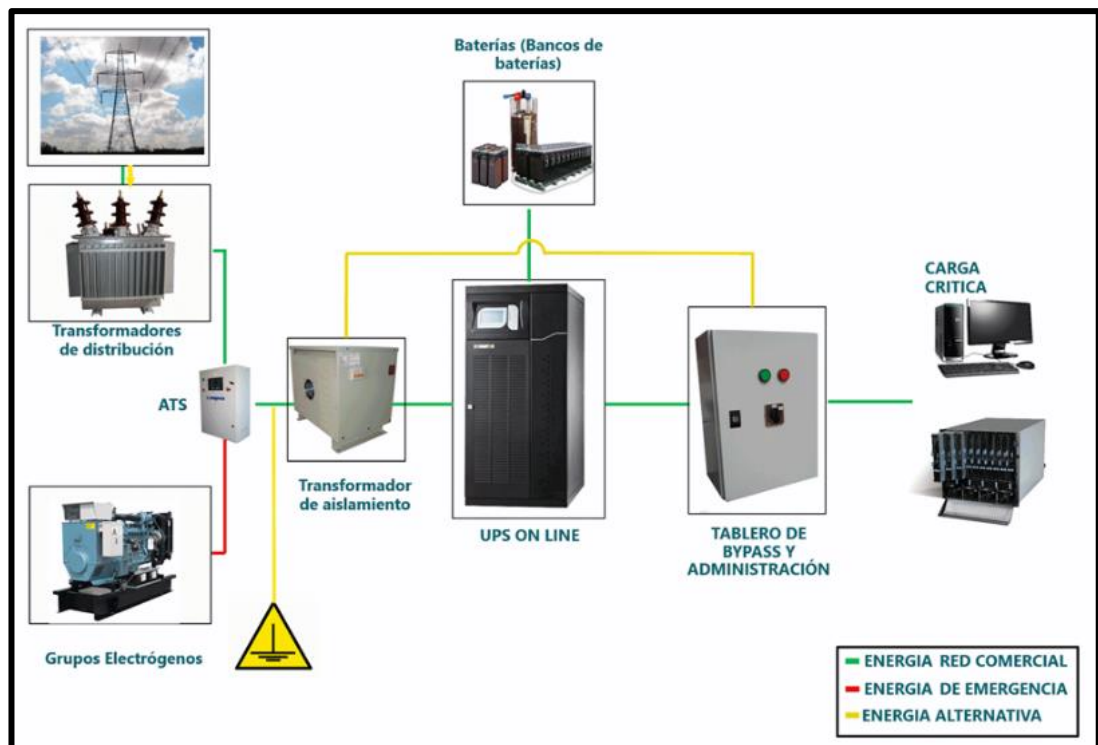 Baterías (Bancos de
baterías)
Transformadores
de distribución
ATS
Transformador
de aislamiento
Grupos Electrógenos
UPS ON LINE
TABLERO DE
BYPASS Y
ADMINISTRACIÓN
CARGA
CRITICA
ENERGIA RED COMERCIAL
ENERGIA DE EMERGENCIA
ENERGIA ALTERNATIVA